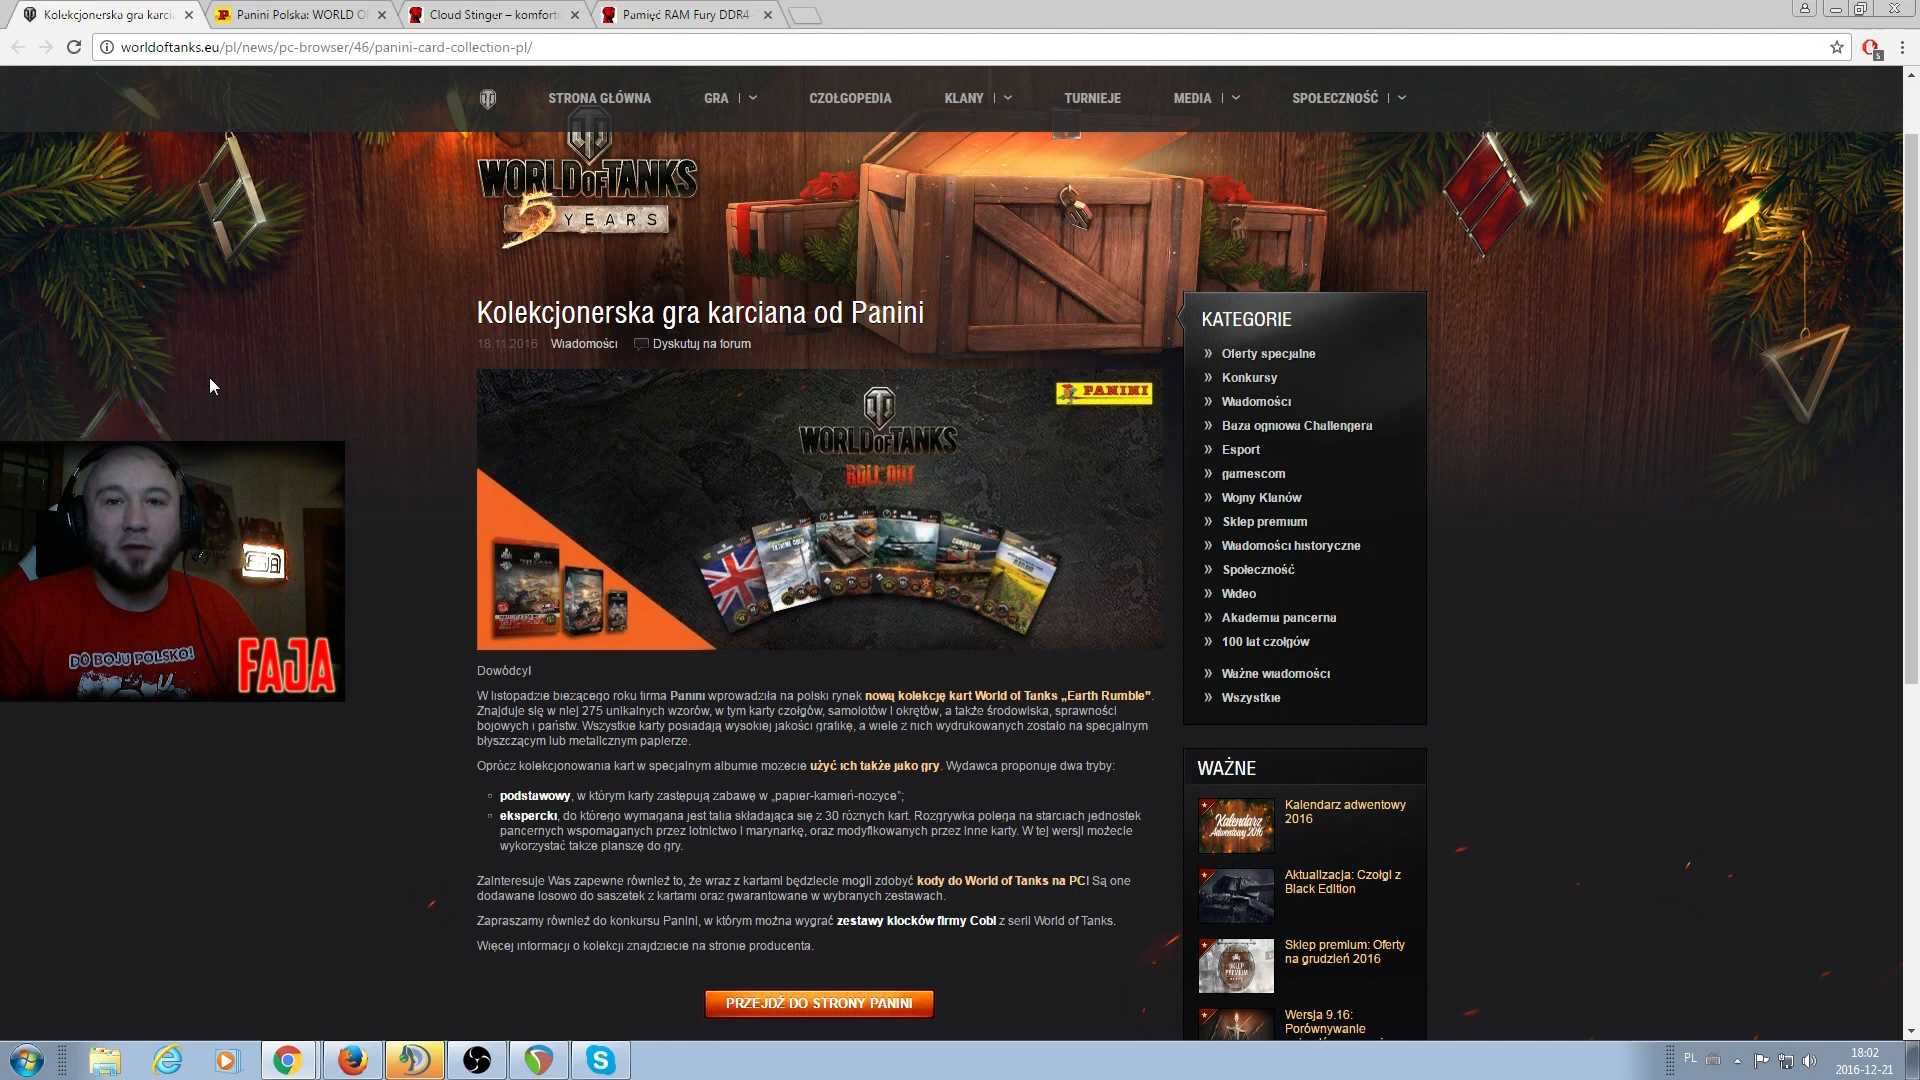 Kolekcjonerska gra karcia
Panini Polska: WORLD O
Cloud Stinger – komforto
Pamięć RAM Fury DDR4
worldoftanks.eu/pl/news/pc-browser/46/panini-card-collection-pl/
STRONA GŁÓWNA GRA CZOŁGOPEDIA KLANY TURNIEJE MEDIA SPOŁECZNOŚĆ
WORLD OF TANKS
5 YEARS
Kolekcjonerska gra karciana od Panini
18.11.2016 Wiadomości Dyskutuj na forum
PANINI
WORLD OF TANKS
ROLL OUT
Dowódcy!
W listopadzie bieżącego roku firma Panini wprowadziła na polski rynek nową kolekcję kart World of Tanks „Earth Rumble”.
Znajduje się w niej 275 unikalnych wzorów, w tym karty czołgów, samolotów i okrętów, a także środowiska, sprawności
bojowych i państw. Wszystkie karty posiadają wysokiej jakości grafikę, a wiele z nich wydrukowanych zostało na specjalnym
błyszczącym lub metalicznym papierze.
Oprócz kolekcjonowania kart w specjalnym albumie możecie użyć ich także jako gry. Wydawca proponuje dwa tryby:
podstawowy, w którym karty zastępują zabawę w „papier-kamień-nożyce”;
ekspercki, do którego wymagana jest talia składająca się z 30 różnych kart. Rozgrywka polega na starciach jednostek
pancernych wspomaganych przez lotnictwo i marynarkę, oraz modyfikowanych przez inne karty. W tej wersji możecie
wykorzystać także planszę do gry.
Zainteresuje Was zapewne również to, że wraz z kartami będziecie mogli zdobyć kody do World of Tanks na PC! Są one
dodawane losowo do saszetek z kartami oraz gwarantowane w wybranych zestawach.
Zapraszamy również do konkursu Panini, w którym można wygrać zestawy klocków firmy Cobi z serii World of Tanks.
Więcej informacji o kolekcji znajdziecie na stronie producenta.
PRZEJDŹ DO STRONY PANINI
KATEGORIE
Oferty specjalne
Konkursy
Wiadomości
Baza ogniowa Challengera
Esport
gamescom
Wojny Klanów
Sklep premium
Wiadomości historyczne
Społeczność
Wideo
Akademia pancerna
100 lat czołgów
Ważne wiadomości
Wszystkie
WAŻNE
Kalendarz Adwentowy 2016
Kalendarz adwentowy
2016
Aktualizacja: Czołgi z
Black Edition
SKLEP
PREMIUM
Sklep premium: Oferty
na grudzień 2016
Wersja 9.16:
Porównywanie
FAJA
DO BOJU POLSKO!
FAJA
PL
18:02
2016-12-21